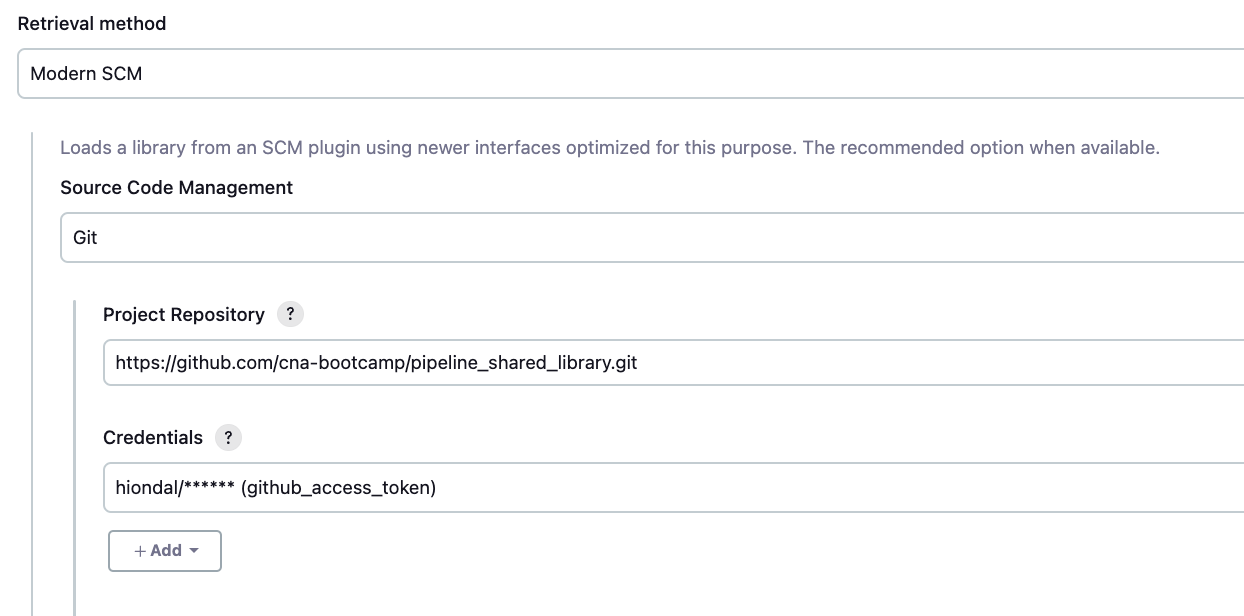 Retrieval method
Modern SCM
Loads a library from an SCM plugin using newer interfaces optimized for this purpose. The recommended option when available.
Source Code Management
Git
Project Repository ?
https://github.com/cna-bootcamp/pipeline_shared_library.git
Credentials ?
hiondal/****** (github_access_token)
+ Add